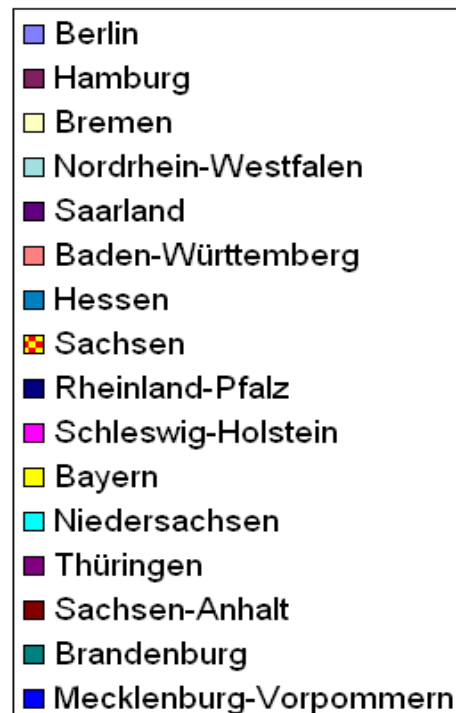 Berlin
Hamburg
Bremen
Nordrhein-Westfalen
Saarland
Baden-Württemberg
Hessen
Sachsen
Rheinland-Pfalz
Schleswig-Holstein
Bayern
Niedersachsen
Thüringen
Sachsen-Anhalt
Brandenburg
Mecklenburg-Vorpommern